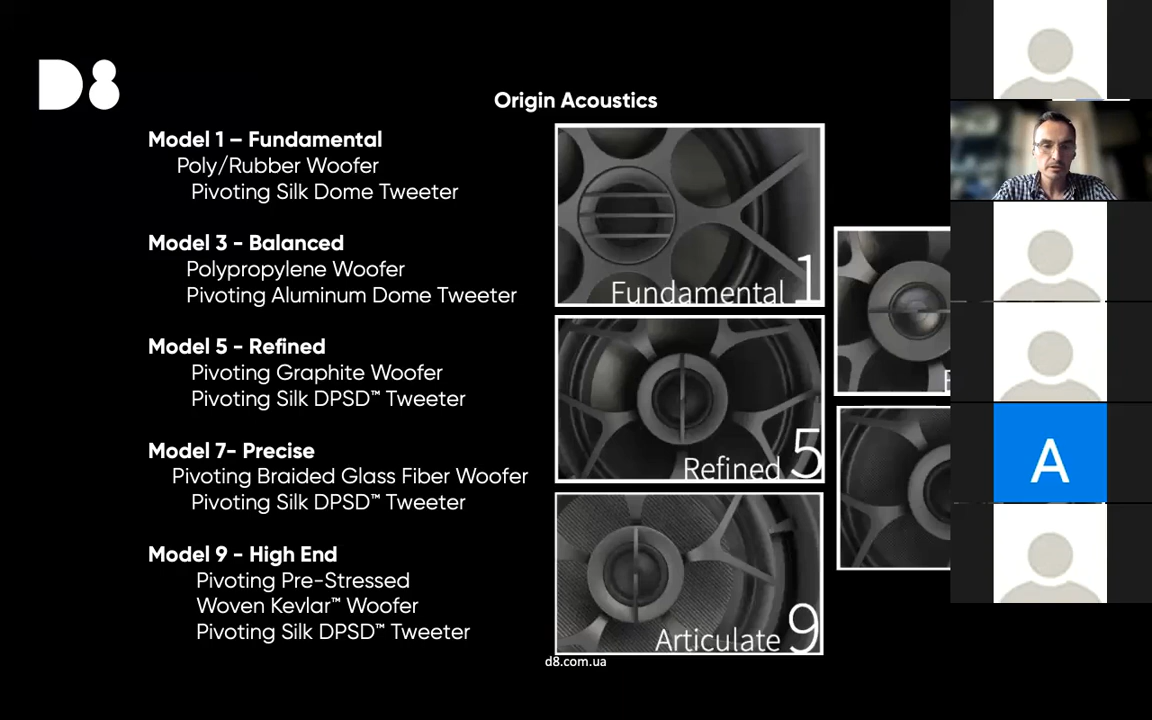 D8
Origin Acoustics
Model 1 – Fundamental
Poly/Rubber Woofer
Pivoting Silk Dome Tweeter
Model 3 - Balanced
Polypropylene Woofer
Pivoting Aluminum Dome Tweeter
Model 5 - Refined
Pivoting Graphite Woofer
Pivoting Silk DPSD™ Tweeter
Model 7- Precise
Pivoting Braided Glass Fiber Woofer
Pivoting Silk DPSD™ Tweeter
Model 9 - High End
Pivoting Pre-Stressed
Woven Kevlar™ Woofer
Pivoting Silk DPSD™ Tweeter
Fundamental 1
Refined 5
Articulate 9
d8.com.ua
A